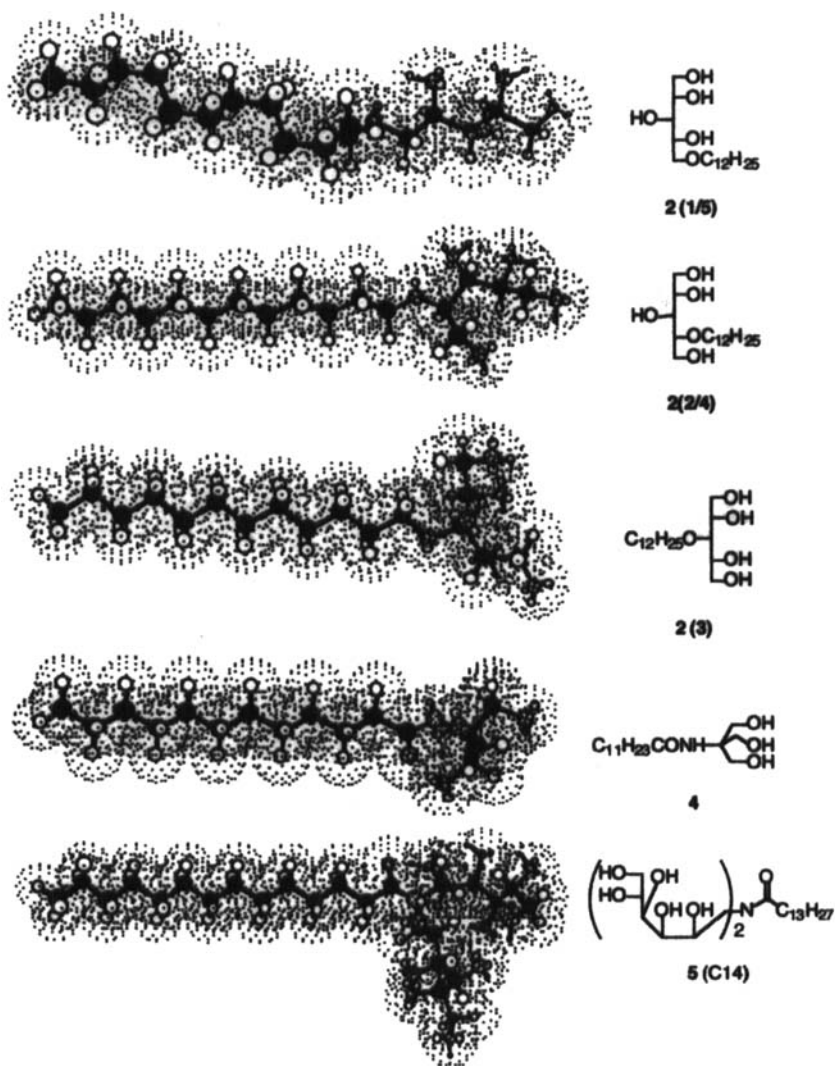 OH
OH
HO
OH
OC₁₂H₂₅
2 (1/5)
OH
OH
HO
OC₁₂H₂₅
OH
2(2/4)
OH
OH
C₁₂H₂₅O
OH
OH
2 (3)
OH
C₁₁H₂₃CONH
OH
OH
4
HO OH O
HO
OH OH N C₁₃H₂₇
2
5 (C14)